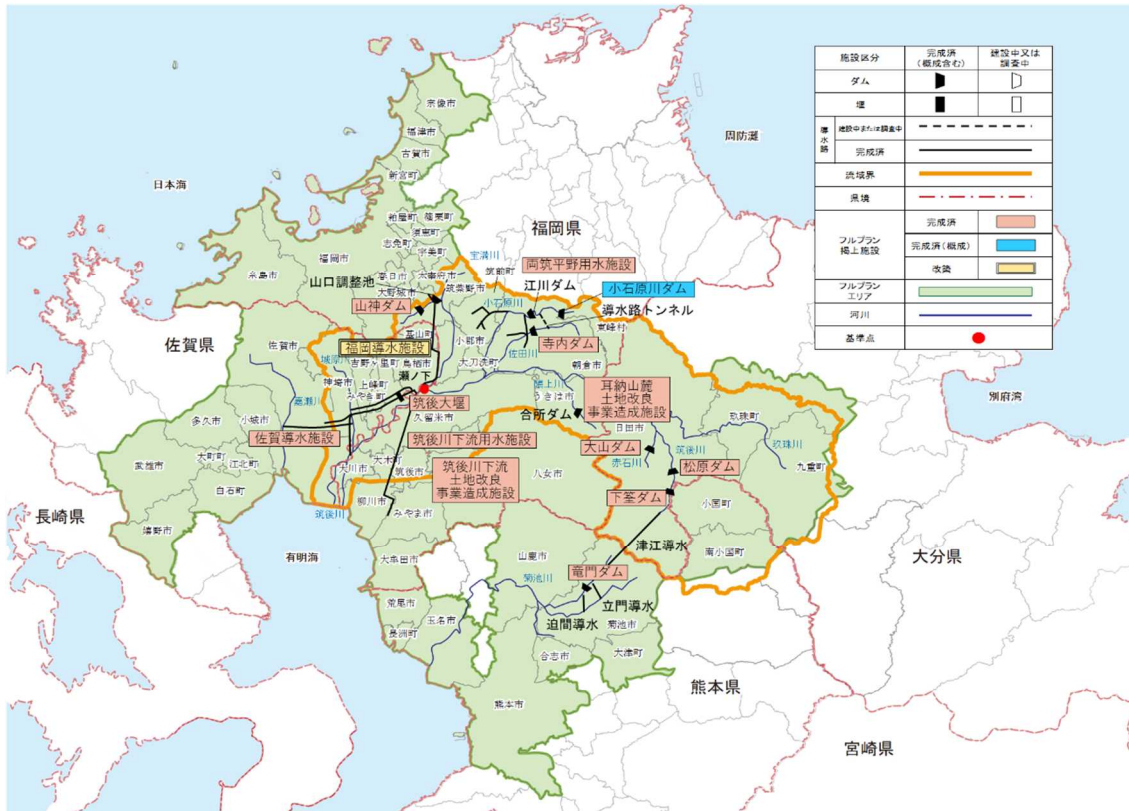 施設区分
完成済
(概成含む)
建設中又は
調査中
ダム
堰
導水路
建設中または調査中
完成済
流域界
県境
フルプラン
掲上施設
完成済
完成済(概成)
改築
フルプラン
エリア
河川
基準点
日本海
周防灘
別府湾
有明海
福岡県
佐賀県
長崎県
大分県
熊本県
宮崎県
宗像市
福津市
古賀市
新宮町
粕屋町
篠栗町
須恵町
志免町
宇美町
福岡市
糸島市
春日市
太宰府市
大野城市
筑紫野市
宝満川
筑前町
両筑平野用水施設
江川ダム
小石原川ダム
導水路トンネル
小石原川
東峰村
山口調整池
山神ダム
基山町
小郡市
寺内ダム
佐田川
朝倉市
大刀洗町
福岡導水施設
佐賀市
城原川
吉野ヶ里町
鳥栖市
瀬ノ下
神埼市
上峰町
みやき町
嘉瀬川
筑後大堰
久留米市
うきは市
合所ダム
耳納山麓
土地改良
事業造成施設
日田市
玖珠町
玖珠川
九重町
大山ダム
赤石川
筑後川
松原ダム
下筌ダム
多久市
小城市
佐賀導水施設
筑後川下流用水施設
大木町
大川市
筑後市
筑後川下流
土地改良
事業造成施設
八女市
武雄市
大町町
江北町
白石町
嬉野市
筑後川
柳川市
みやま市
大牟田市
小国町
南小国町
津江導水
山鹿市
菊池川
竜門ダム
立門導水
迫間導水
菊池市
荒尾市
玉名市
長洲町
合志市
大津町
熊本市